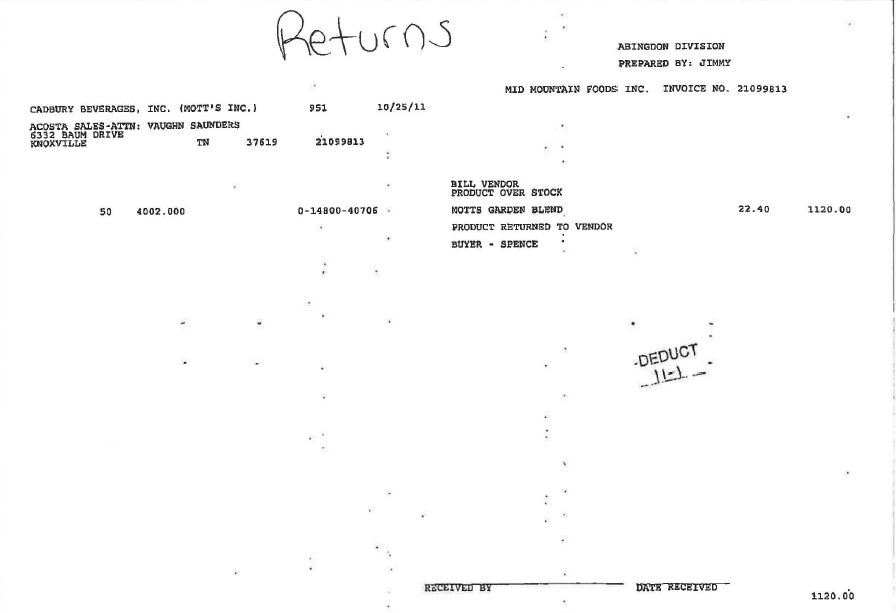 Returns
ABINGDON DIVISION
PREPARED BY: JIMMY
MID MOUNTAIN FOODS INC. INVOICE NO. 21099813
CADBURY BEVERAGES, INC. (MOTT'S INC.) 951 10/25/11
ACOSTA SALES-ATTN: VAUGHN SAUNDERS
6332 BAUM DRIVE
KNOXVILLE TN 37619 21099813
BILL VENDOR
PRODUCT OVER STOCK
50 4002.000 0-14800-40706 MOTTS GARDEN BLEND 22.40 1120.00
PRODUCT RETURNED TO VENDOR
BUYER - SPENCE
DEDUCT
11-1
RECEIVED BY DATE RECEIVED
1120.00